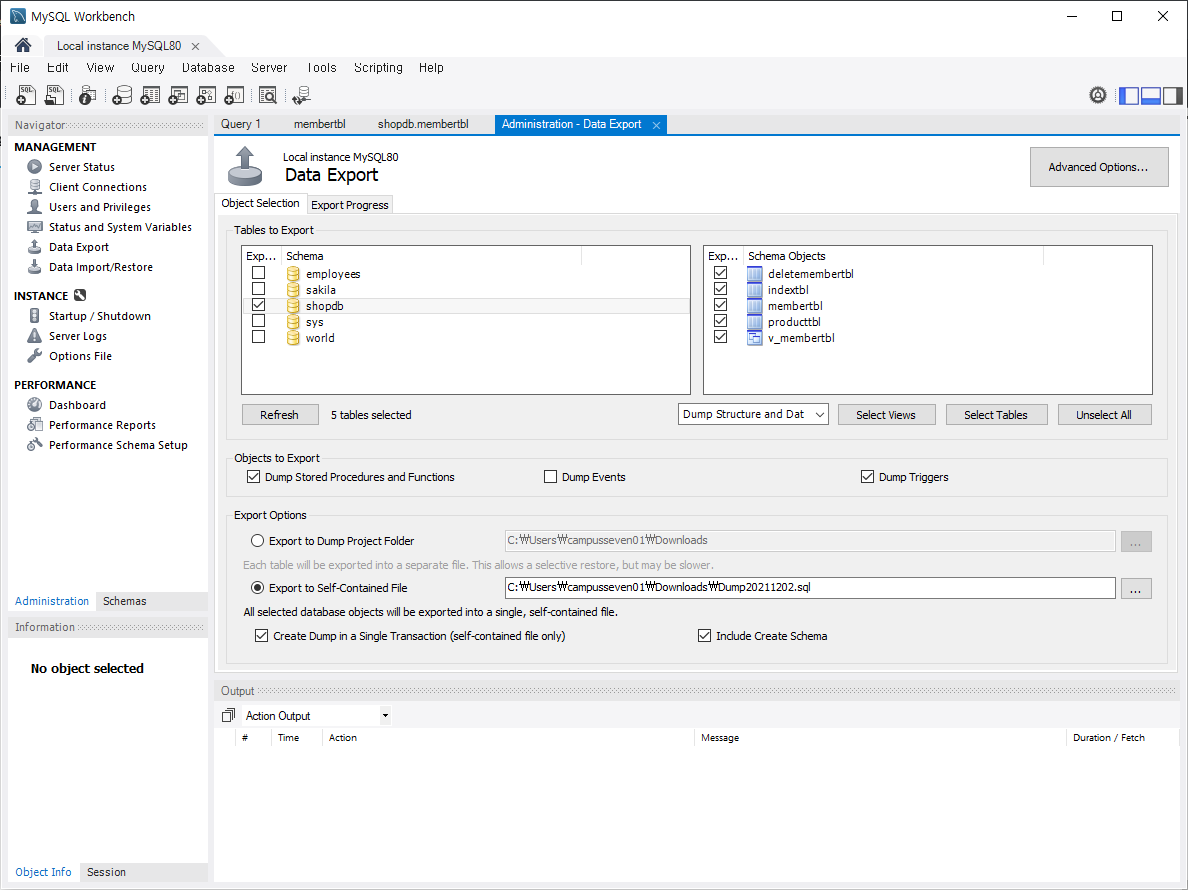 MySQL Workbench
Local instance MySQL80
File Edit View Query Database Server Tools Scripting Help
Navigator
MANAGEMENT
Server Status
Client Connections
Users and Privileges
Status and System Variables
Data Export
Data Import/Restore
INSTANCE
Startup / Shutdown
Server Logs
Options File
PERFORMANCE
Dashboard
Performance Reports
Performance Schema Setup
Administration Schemas
Information
No object selected
Object Info Session
Query 1 membertbl shopdb.membertbl Administration - Data Export
Local instance MySQL80
Data Export
Advanced Options...
Object Selection Export Progress
Tables to Export
Exp... Schema
employees
sakila
shopdb
sys
world
Exp... Schema Objects
deletemembertbl
indextbl
membertbl
producttbl
v_membertbl
Refresh 5 tables selected Dump Structure and Dat Select Views Select Tables Unselect All
Objects to Export
Dump Stored Procedures and Functions Dump Events Dump Triggers
Export Options
Export to Dump Project Folder C:₩Users₩campusseven01₩Downloads ...
Each table will be exported into a separate file. This allows a selective restore, but may be slower.
Export to Self-Contained File C:₩Users₩campusseven01₩Downloads₩Dump20211202.sql ...
All selected database objects will be exported into a single, self-contained file.
Create Dump in a Single Transaction (self-contained file only) Include Create Schema
Output
Action Output
# Time Action Message Duration / Fetch